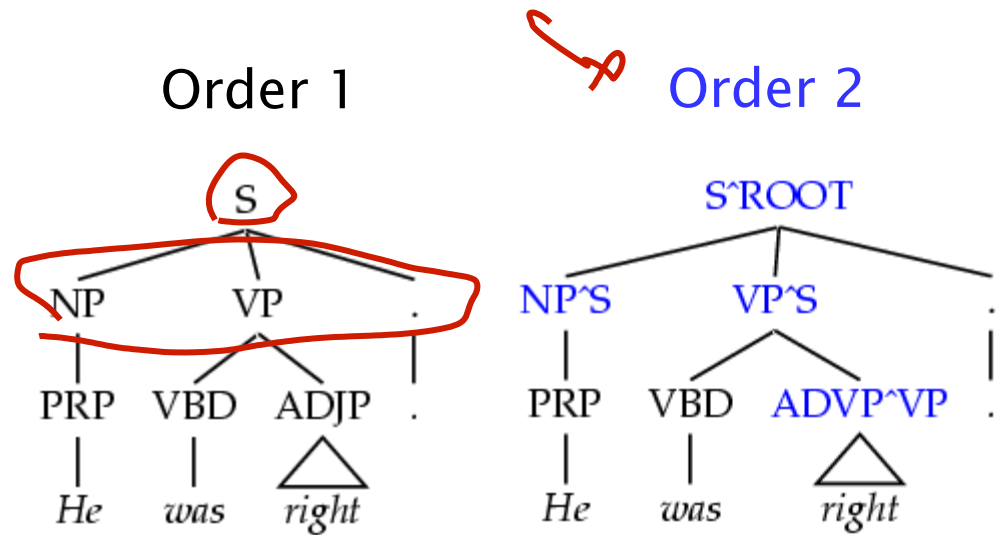 Order 1 Order 2
S S^ROOT
NP VP . NP^S VP^S .
PRP VBD ADJP . PRP VBD ADVP^VP .
He was right He was right